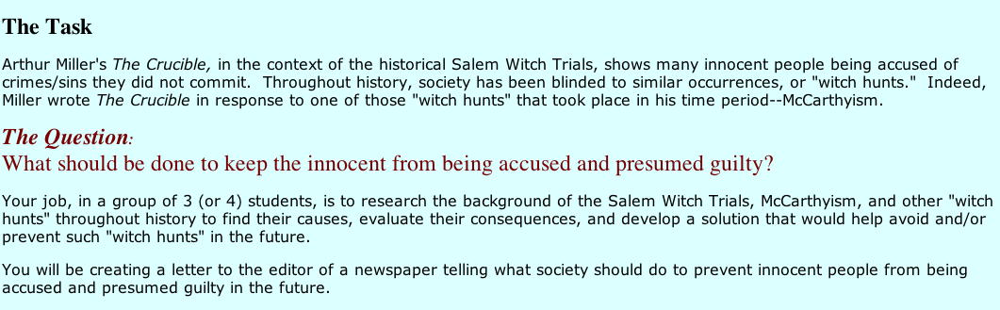 The Task
Arthur Miller's The Crucible, in the context of the historical Salem Witch Trials, shows many innocent people being accused of
crimes/sins they did not commit.  Throughout history, society has been blinded to similar occurrences, or "witch hunts."  Indeed,
Miller wrote The Crucible in response to one of those "witch hunts" that took place in his time period--McCarthyism.
The Question:
What should be done to keep the innocent from being accused and presumed guilty?
Your job, in a group of 3 (or 4) students, is to research the background of the Salem Witch Trials, McCarthyism, and other "witch
hunts" throughout history to find their causes, evaluate their consequences, and develop a solution that would help avoid and/or
prevent such "witch hunts" in the future.
You will be creating a letter to the editor of a newspaper telling what society should do to prevent innocent people from being
accused and presumed guilty in the future.